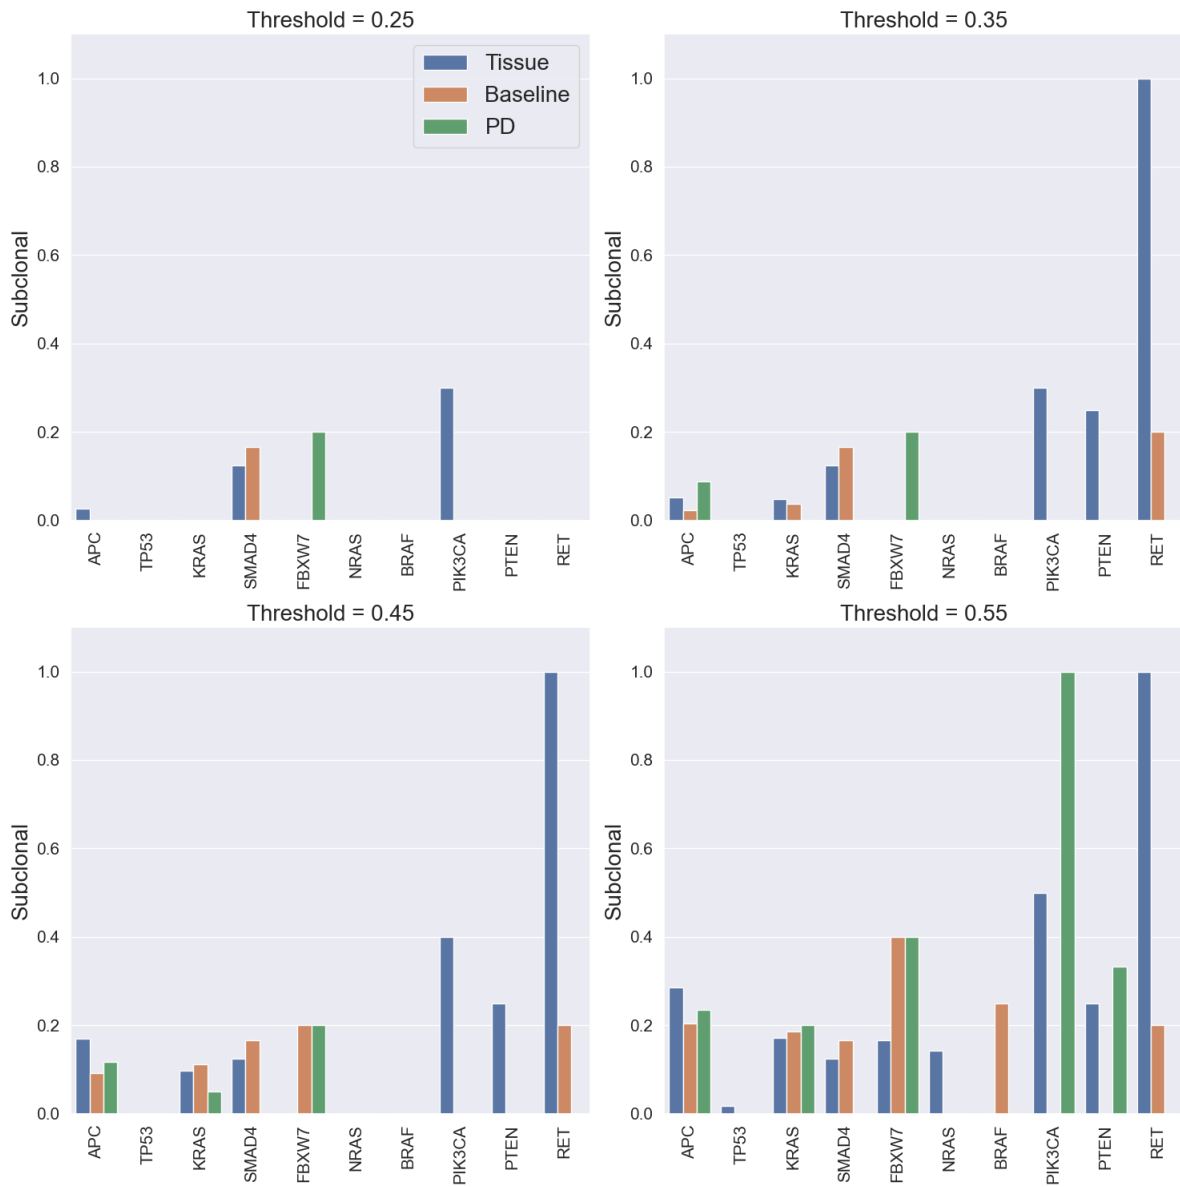 Threshold = 0.25
Subclonal
1.0
0.8
0.6
0.4
0.2
0.0
Tissue
Baseline
PD
APC
TP53
KRAS
SMAD4
FBXW7
NRAS
BRAF
PIK3CA
PTEN
RET
Threshold = 0.35
Subclonal
1.0
0.8
0.6
0.4
0.2
0.0
APC
TP53
KRAS
SMAD4
FBXW7
NRAS
BRAF
PIK3CA
PTEN
RET
Threshold = 0.45
Subclonal
1.0
0.8
0.6
0.4
0.2
0.0
APC
TP53
KRAS
SMAD4
FBXW7
NRAS
BRAF
PIK3CA
PTEN
RET
Threshold = 0.55
Subclonal
1.0
0.8
0.6
0.4
0.2
0.0
APC
TP53
KRAS
SMAD4
FBXW7
NRAS
BRAF
PIK3CA
PTEN
RET